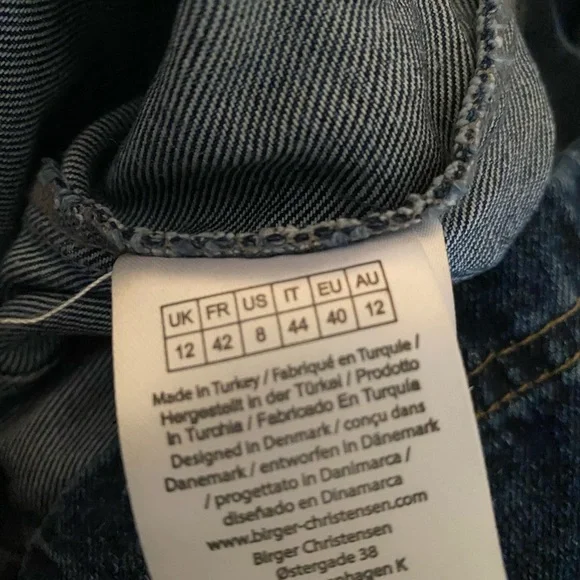 UK FR US IT EU AU
12 42 8 44 40 12
Made in Turkey / Fabriqué en Turquie /
Hergestellt in der Türkei / Prodotto
in Turchia / Fabricado En Turquia
Designed in Denmark / conçu dans
Danemark / entworfen in Dänemark
/ progettato in Danimarca /
diseñado en Dinamarca
www.birger-christensen
Birger Christensen
Østergade 38
nhagen K